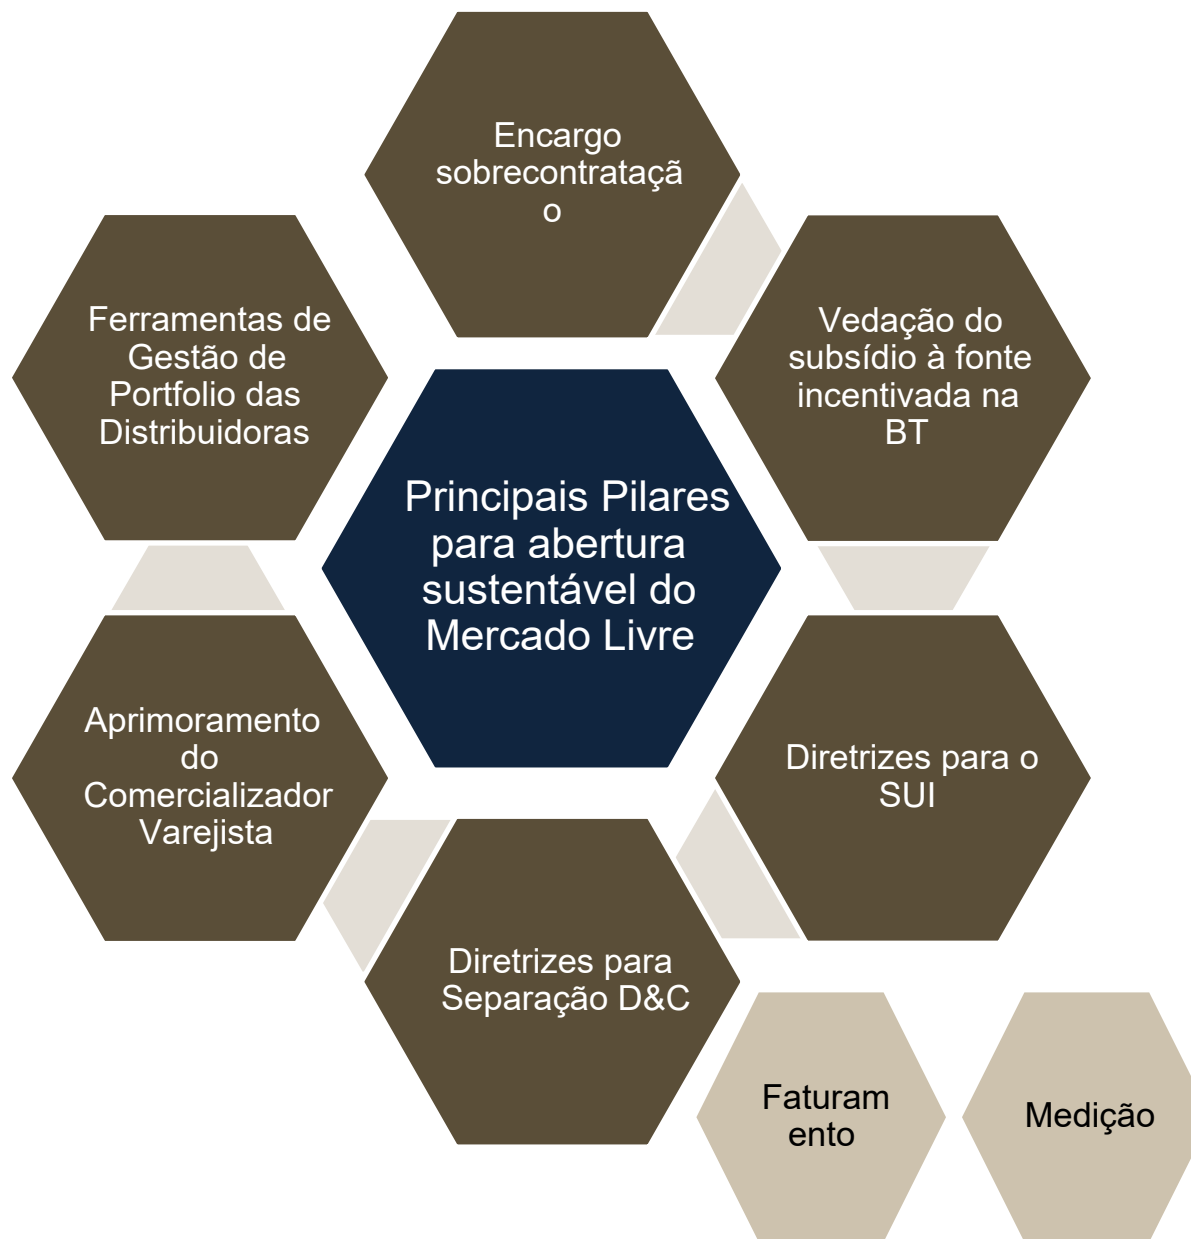 Encargo
sobrecontrataçã
o
Vedação do
subsídio à fonte
incentivada na
BT
Ferramentas de
Gestão de
Portfolio das
Distribuidoras
Principais Pilares
para abertura
sustentável do
Mercado Livre
Diretrizes para o
SUI
Aprimoramento
do
Comercializador
Varejista
Diretrizes para
Separação D&C
Faturam
ento
Medição